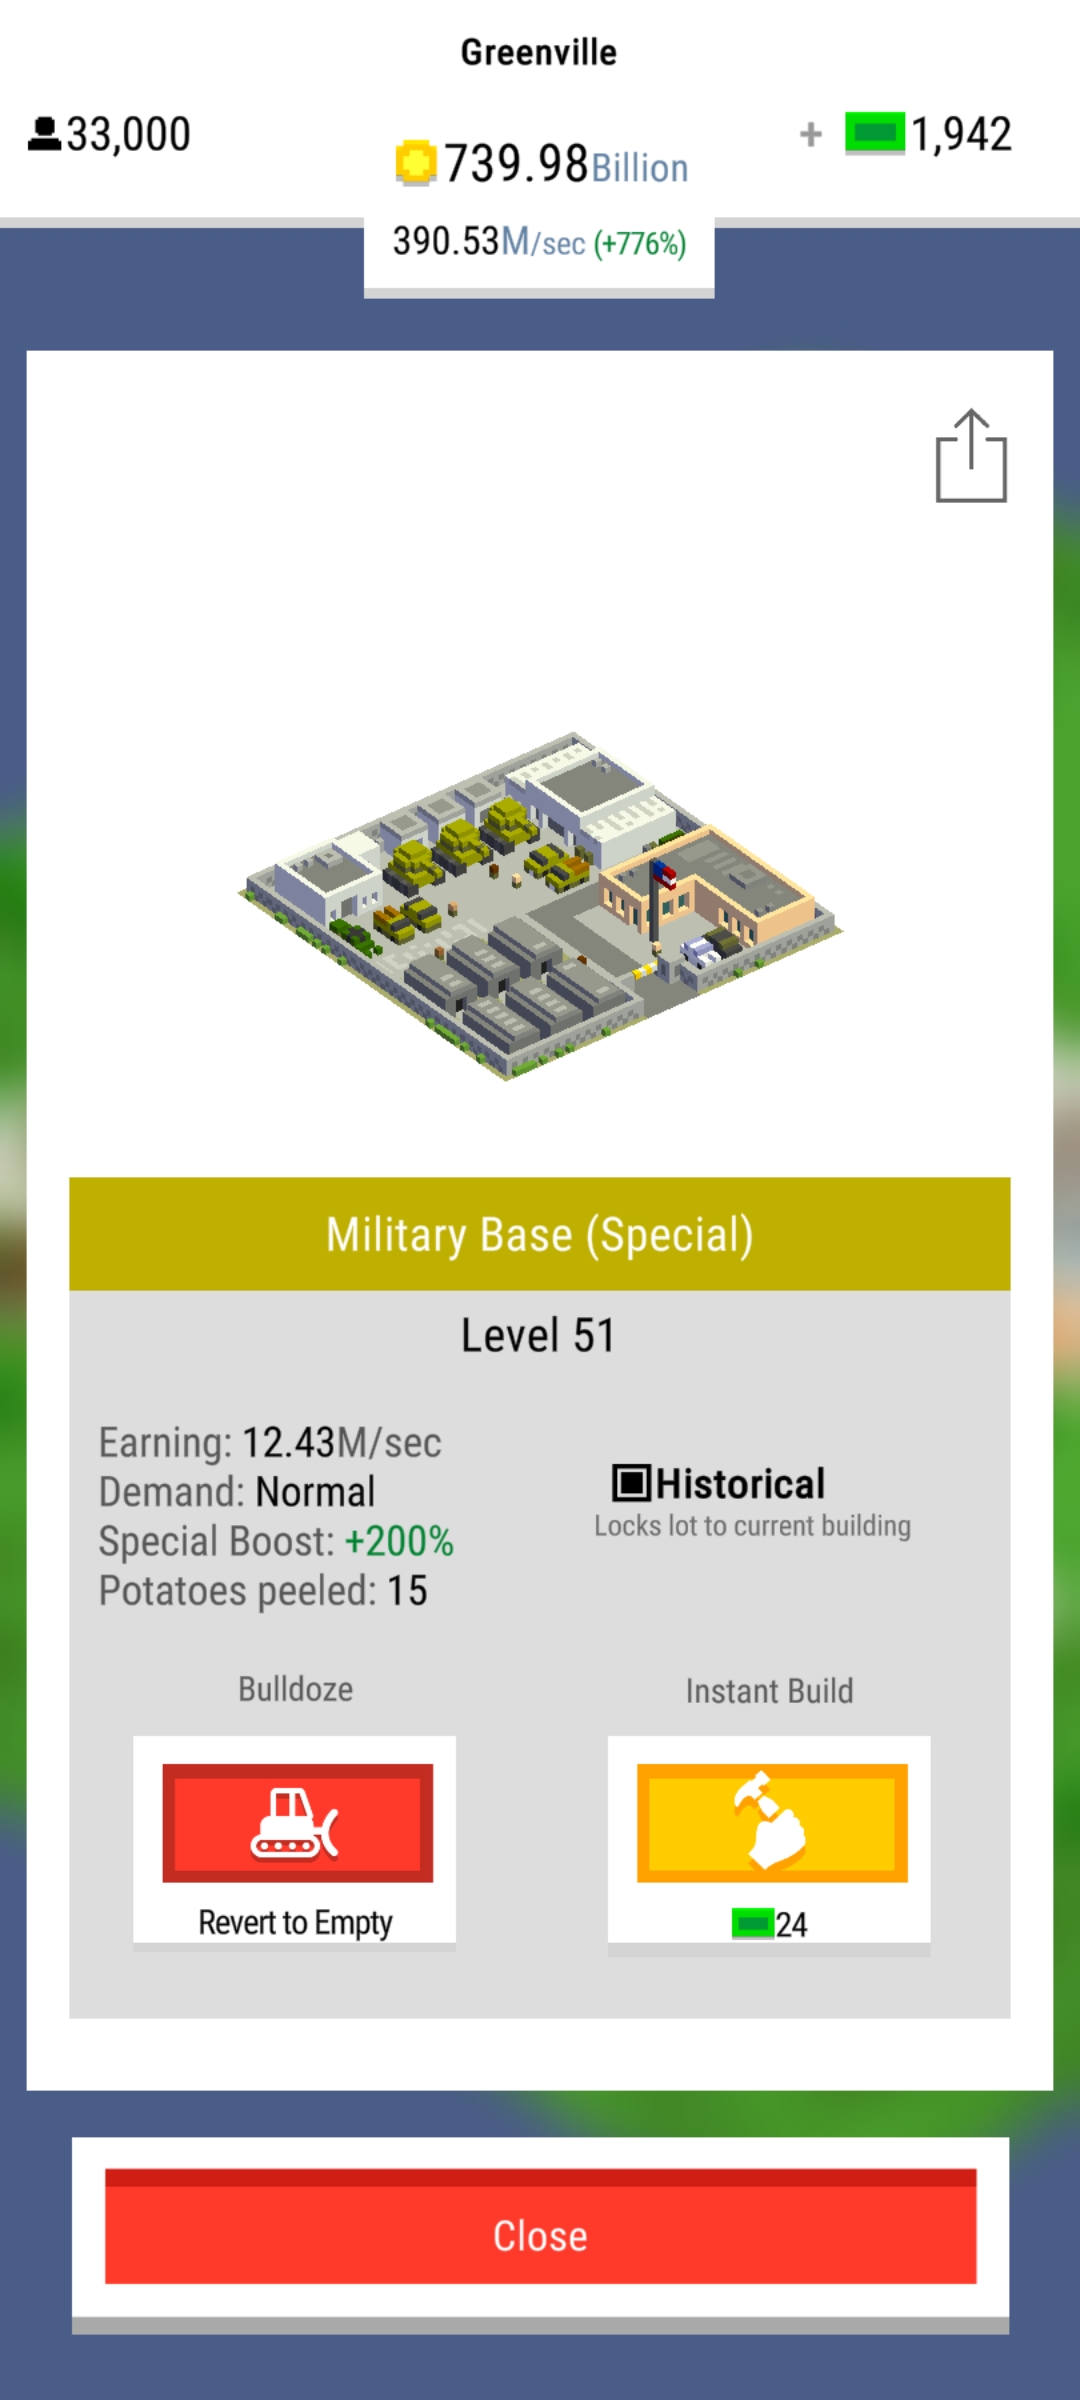 Greenville
33,000
739.98Billion
+ 1,942
390.53M/sec (+776%)
Military Base (Special)
Level 51
Earning: 12.43M/sec
Demand: Normal
Special Boost: +200%
Potatoes peeled: 15
Historical
Locks lot to current building
Bulldoze
Instant Build
Revert to Empty
24
Close